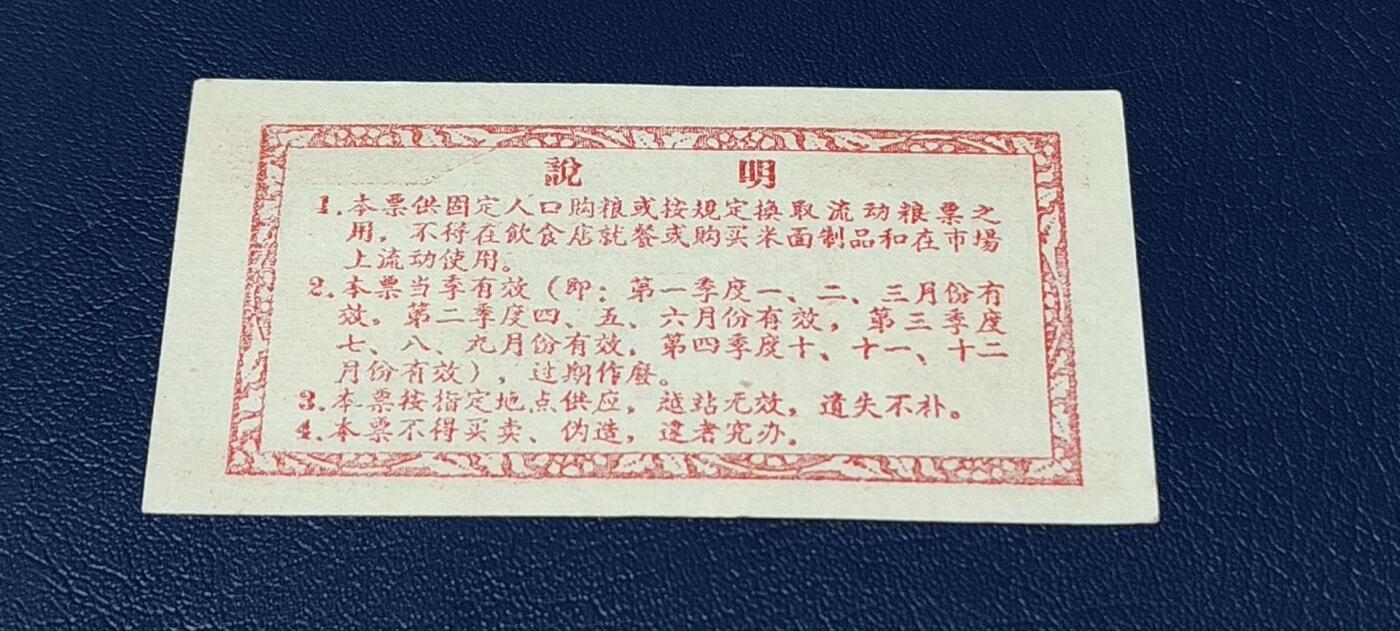 說 明
1.本票供固定人口购粮或按規定換取流动粮票之
用，不得在飲食店就餐或购买米面制品和在市場
上流动使用。
2.本票当季有效（即：第一季度一、二、三月份有
效，第二季度四、五、六月份有效，第三季度
七、八、九月份有效，第四季度十、十一、十二
月份有效），过期作廢。
3.本票按指定地点供应，越站无效，遺失不补。
4.本票不得买卖、伪造，違者究办。